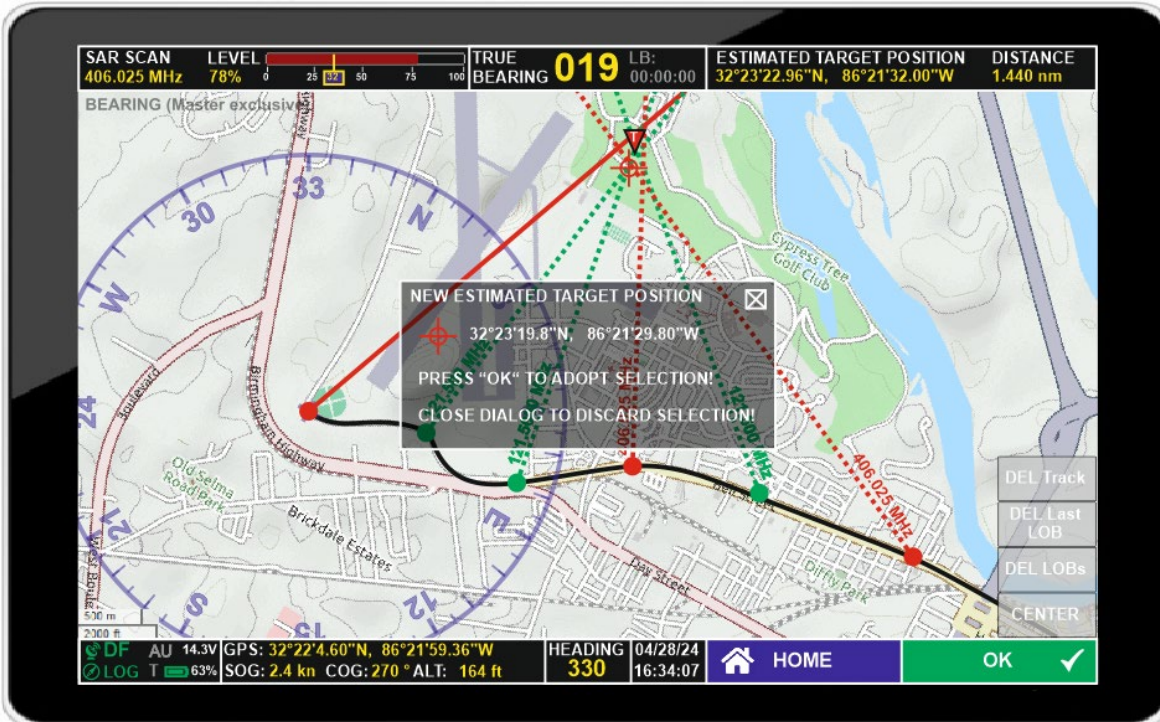 SAR SCAN
406.025 MHz
LEVEL
78%
0 25 32 50 75 100
TRUE
BEARING
019
LB:
00:00:00
ESTIMATED TARGET POSITION
32°23'22.96"N, 86°21'32.00"W
DISTANCE
1.440 nm
BEARING (Master exclusive)
33
30
N
W
24
21
S
15
12
E
Boulevard
Birmingham Highway
Old Selma
Road Park
Brickdale Estates
West Boule
Cypress Tree
Golf Club
Day Street
Bell Street
Diffly Park
406.025 MHz
NEW ESTIMATED TARGET POSITION
32°23'19.8"N, 86°21'29.80"W
PRESS "OK" TO ADOPT SELECTION!
CLOSE DIALOG TO DISCARD SELECTION!
DEL Track
DEL Last
LOB
DEL LOBs
CENTER
500 m
2000 ft
DF AU 14.3V
LOG T 63%
GPS: 32°22'4.60"N, 86°21'59.36"W
SOG: 2.4 kn COG: 270 ° ALT: 164 ft
HEADING
330
04/28/24
16:34:07
HOME
OK